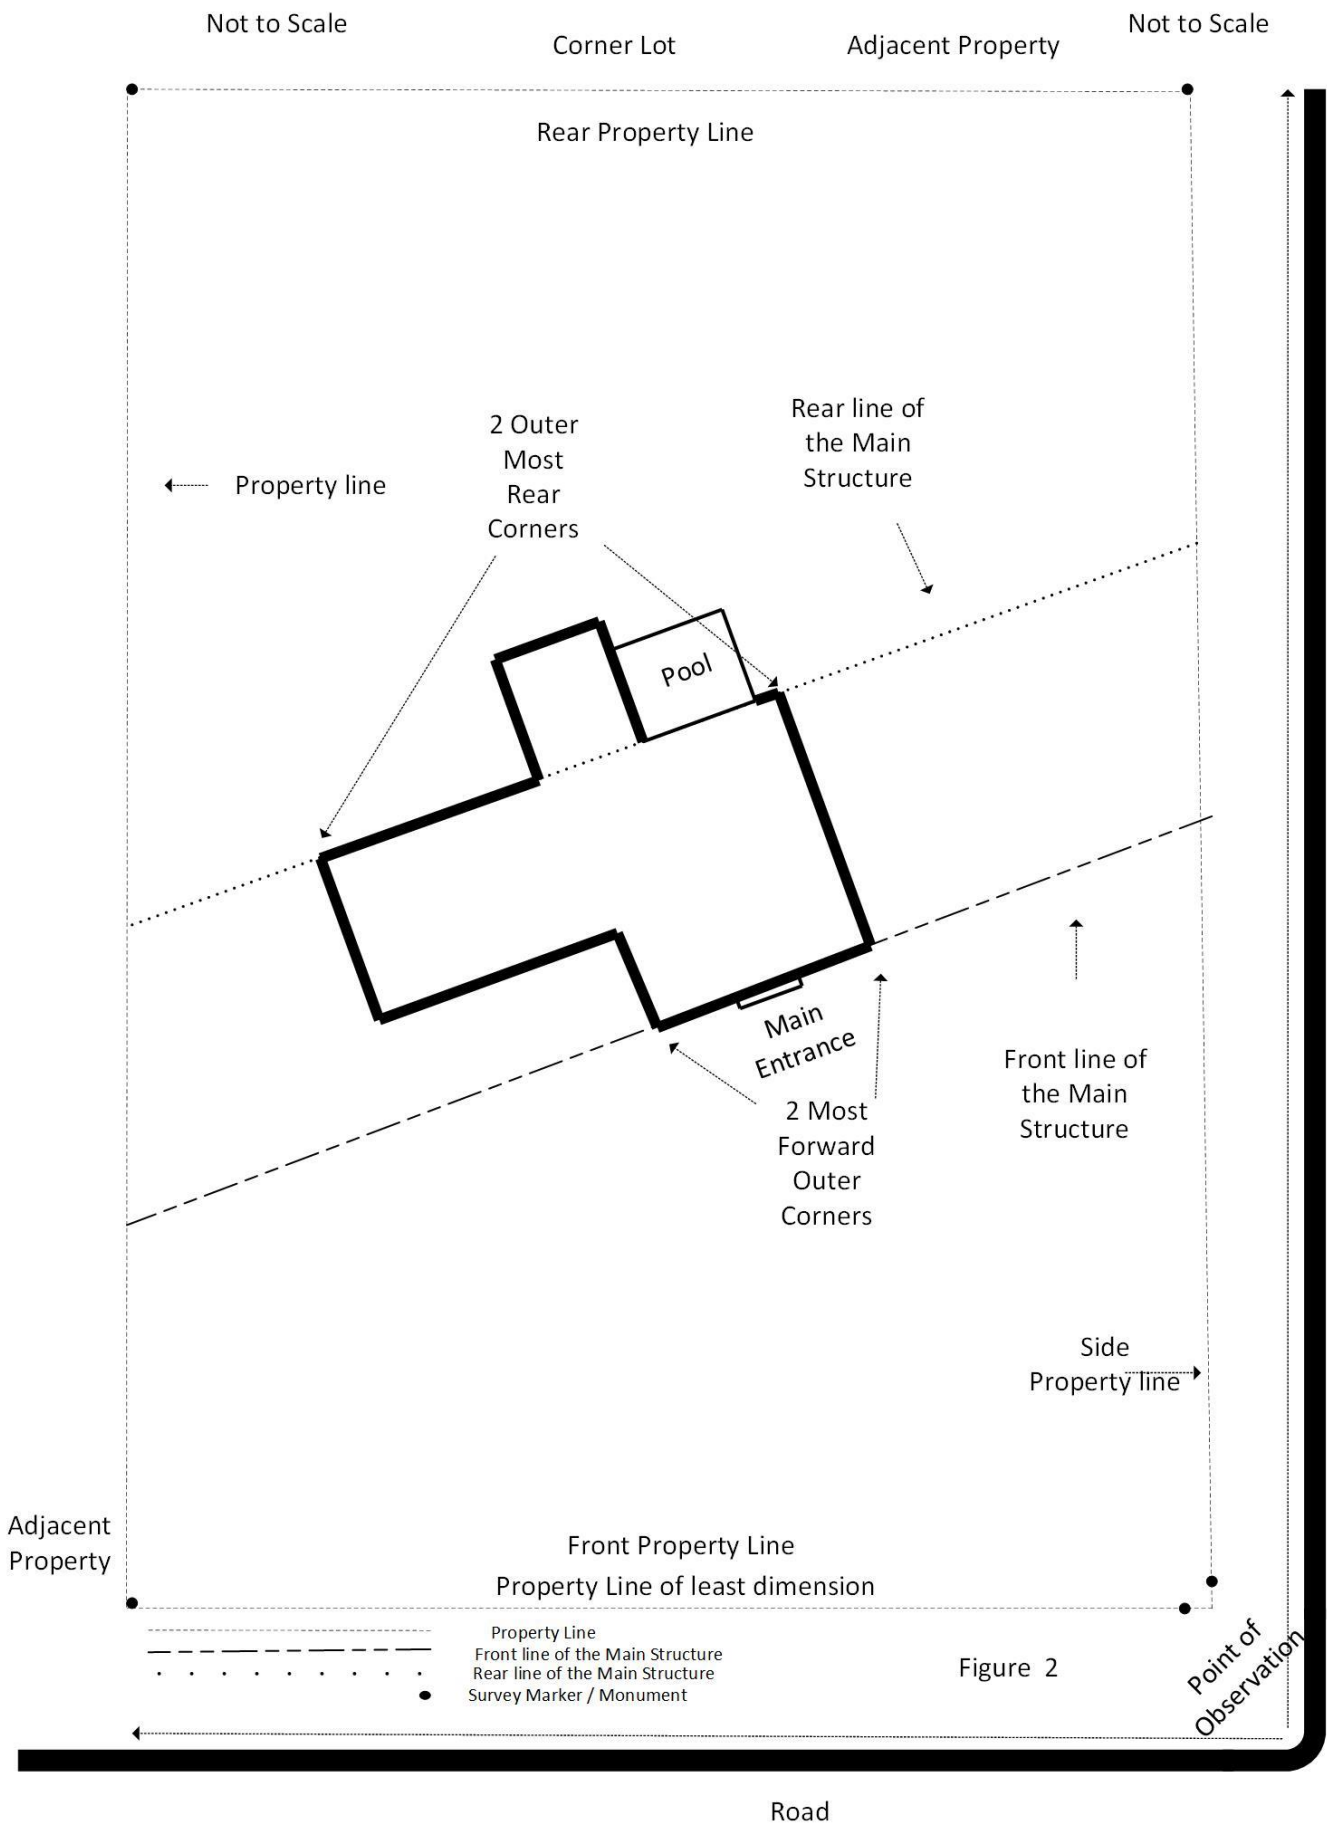 Not to Scale
Corner Lot
Adjacent Property
Not to Scale
Rear Property Line
2 Outer
Most
Rear
Corners
Rear line of
the Main
Structure
Property line
Pool
Main
Entrance
2 Most
Forward
Outer
Corners
Front line of
the Main
Structure
Side
Property line
Adjacent
Property
Front Property Line
Property Line of least dimension
Property Line
Front line of the Main Structure
Rear line of the Main Structure
Survey Marker / Monument
Figure 2
Point of
Observation
Road